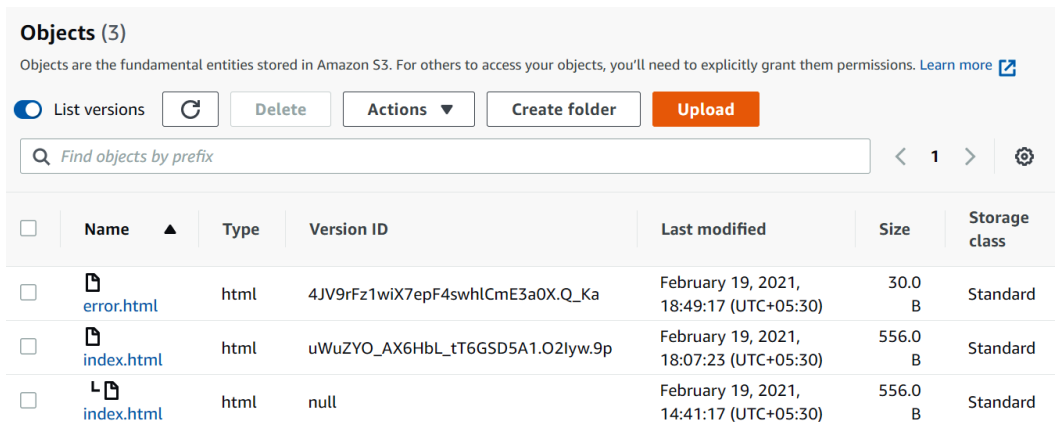 Objects (3)
Objects are the fundamental entities stored in Amazon S3. For others to access your objects, you'll need to explicitly grant them permissions. Learn more
List versions Delete Actions Create folder Upload
Find objects by prefix 1
Name Type Version ID Last modified Size Storage class
error.html html 4JV9rFz1wiX7epF4swhlCmE3a0X.Q_Ka February 19, 2021, 18:49:17 (UTC+05:30) 30.0 B Standard
index.html html uWuZYO_AX6HbL_tT6GSD5A1.O2Iyw.9p February 19, 2021, 18:07:23 (UTC+05:30) 556.0 B Standard
index.html html null February 19, 2021, 14:41:17 (UTC+05:30) 556.0 B Standard